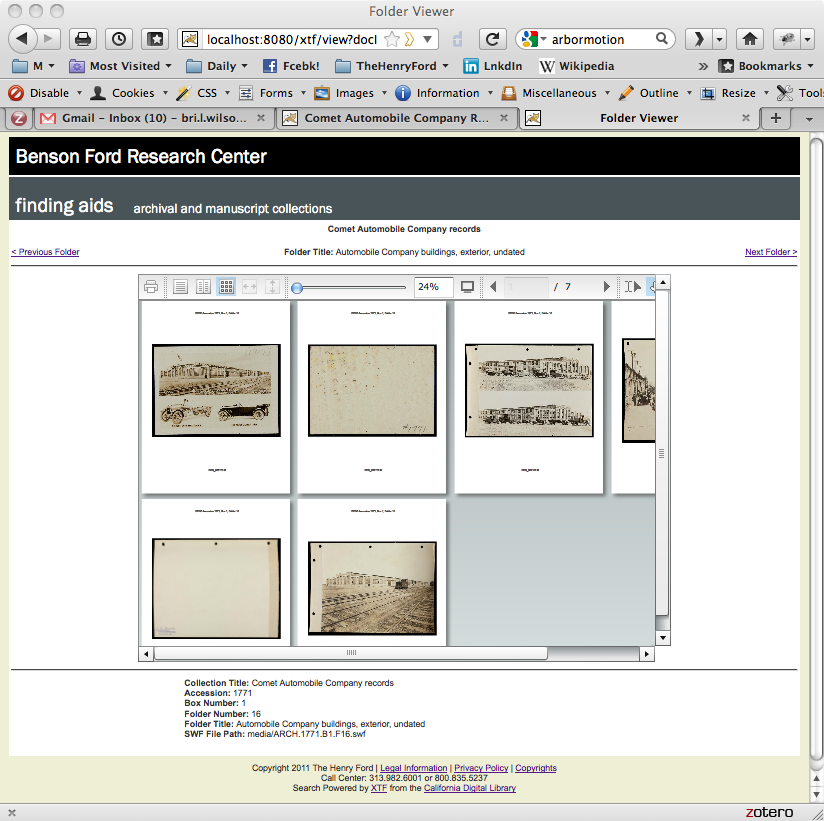 Folder Viewer
localhost:8080/xtf/view?docI
arbormotion
M Most Visited Daily Fcebk! TheHenryFord LnkdIn Wikipedia » Bookmarks
Disable Cookies CSS Forms Images Information Miscellaneous Outline Resize Tools
Gmail – Inbox (10) – bri.l.wilso... Comet Automobile Company R... Folder Viewer
Benson Ford Research Center
finding aids archival and manuscript collections
Comet Automobile Company records
< Previous Folder Folder Title: Automobile Company buildings, exterior, undated Next Folder >
24% 1 / 7
#1771
Collection Title: Comet Automobile Company records
Accession: 1771
Box Number: 1
Folder Number: 16
Folder Title: Automobile Company buildings, exterior, undated
SWF File Path: media/ARCH.1771.B1.F16.swf
Copyright 2011 The Henry Ford | Legal Information | Privacy Policy | Copyrights
Call Center: 313.982.6001 or 800.835.5237
Search Powered by XTF from the California Digital Library
zotero